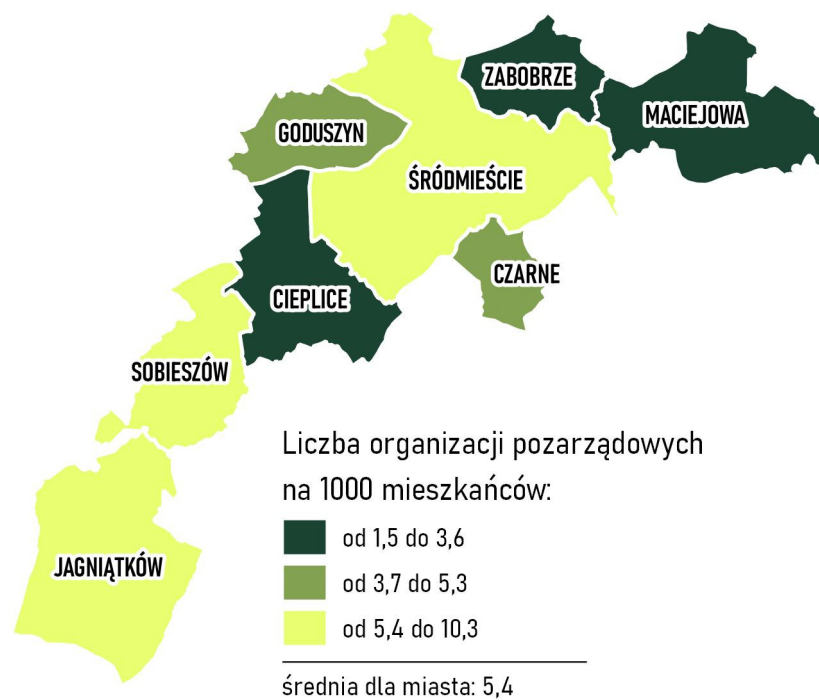 ZABOBRZE
MACIEJOWA
GODUSZYN
ŚRÓDMIEŚCIE
CZARNE
CIEPLICE
SOBIESZÓW
JAGNIĄTKÓW
Liczba organizacji pozarządowych
na 1000 mieszkańców:
od 1,5 do 3,6
od 3,7 do 5,3
od 5,4 do 10,3
średnia dla miasta: 5,4